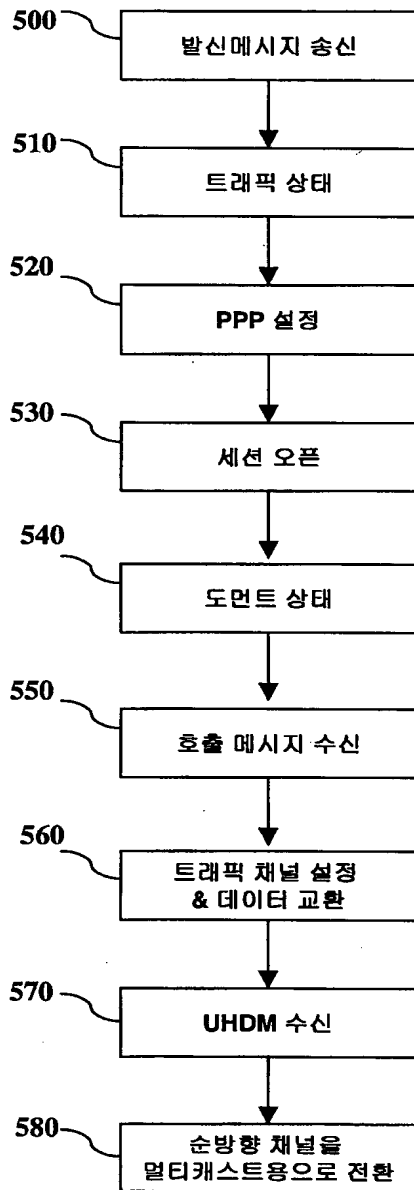 500
발신메시지 송신
510
트래픽 상태
520
PPP 설정
530
세션 오픈
540
도먼트 상태
550
호출 메시지 수신
560
트래픽 채널 설정
& 데이터 교환
570
UHDM 수신
580
순방향 채널을
멀티캐스트용으로 전환